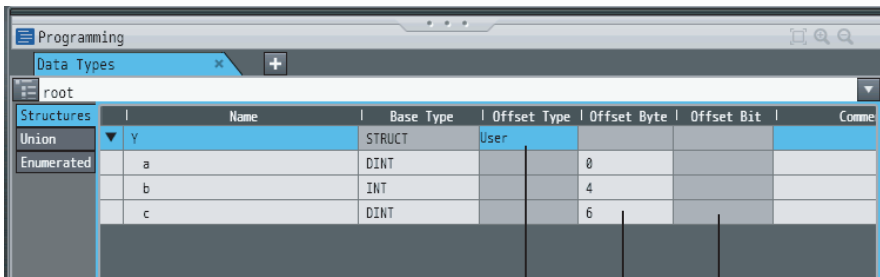 Programming
Data Types × +
root
Structures Name Base Type Offset Type Offset Byte Offset Bit Comme
Union Y STRUCT User
Enumerated a DINT 0
b INT 4
c DINT 6